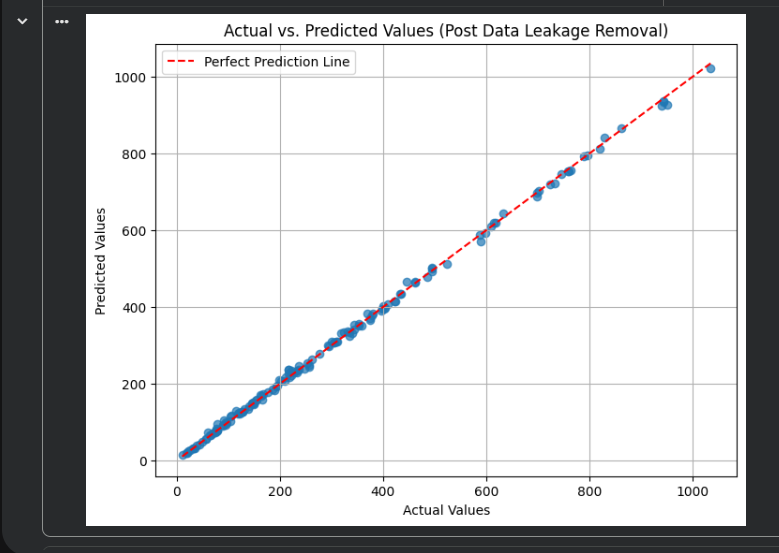 Actual vs. Predicted Values (Post Data Leakage Removal)
Perfect Prediction Line
1000
800
600
400
200
0
Predicted Values
0 200 400 600 800 1000
Actual Values